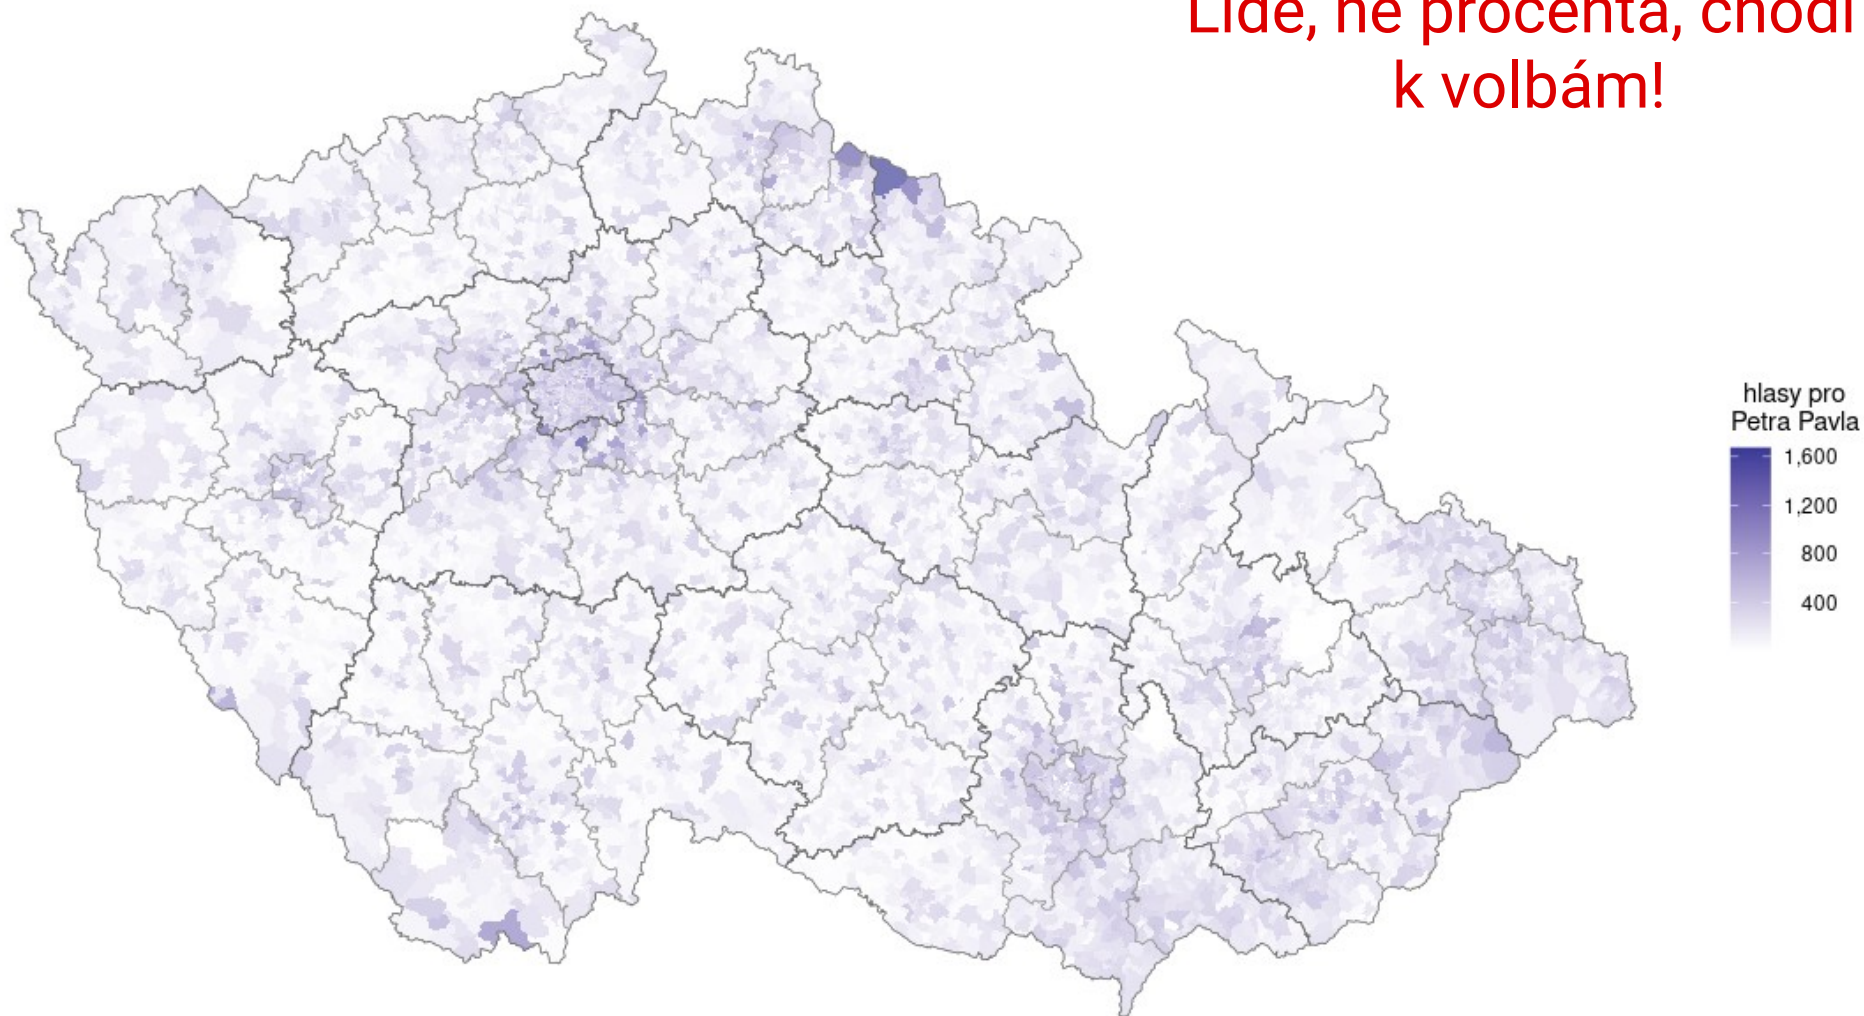 Lidé, ne procenta, chodí
k volbám!
hlasy pro
Petra Pavla
1,600
1,200
800
400